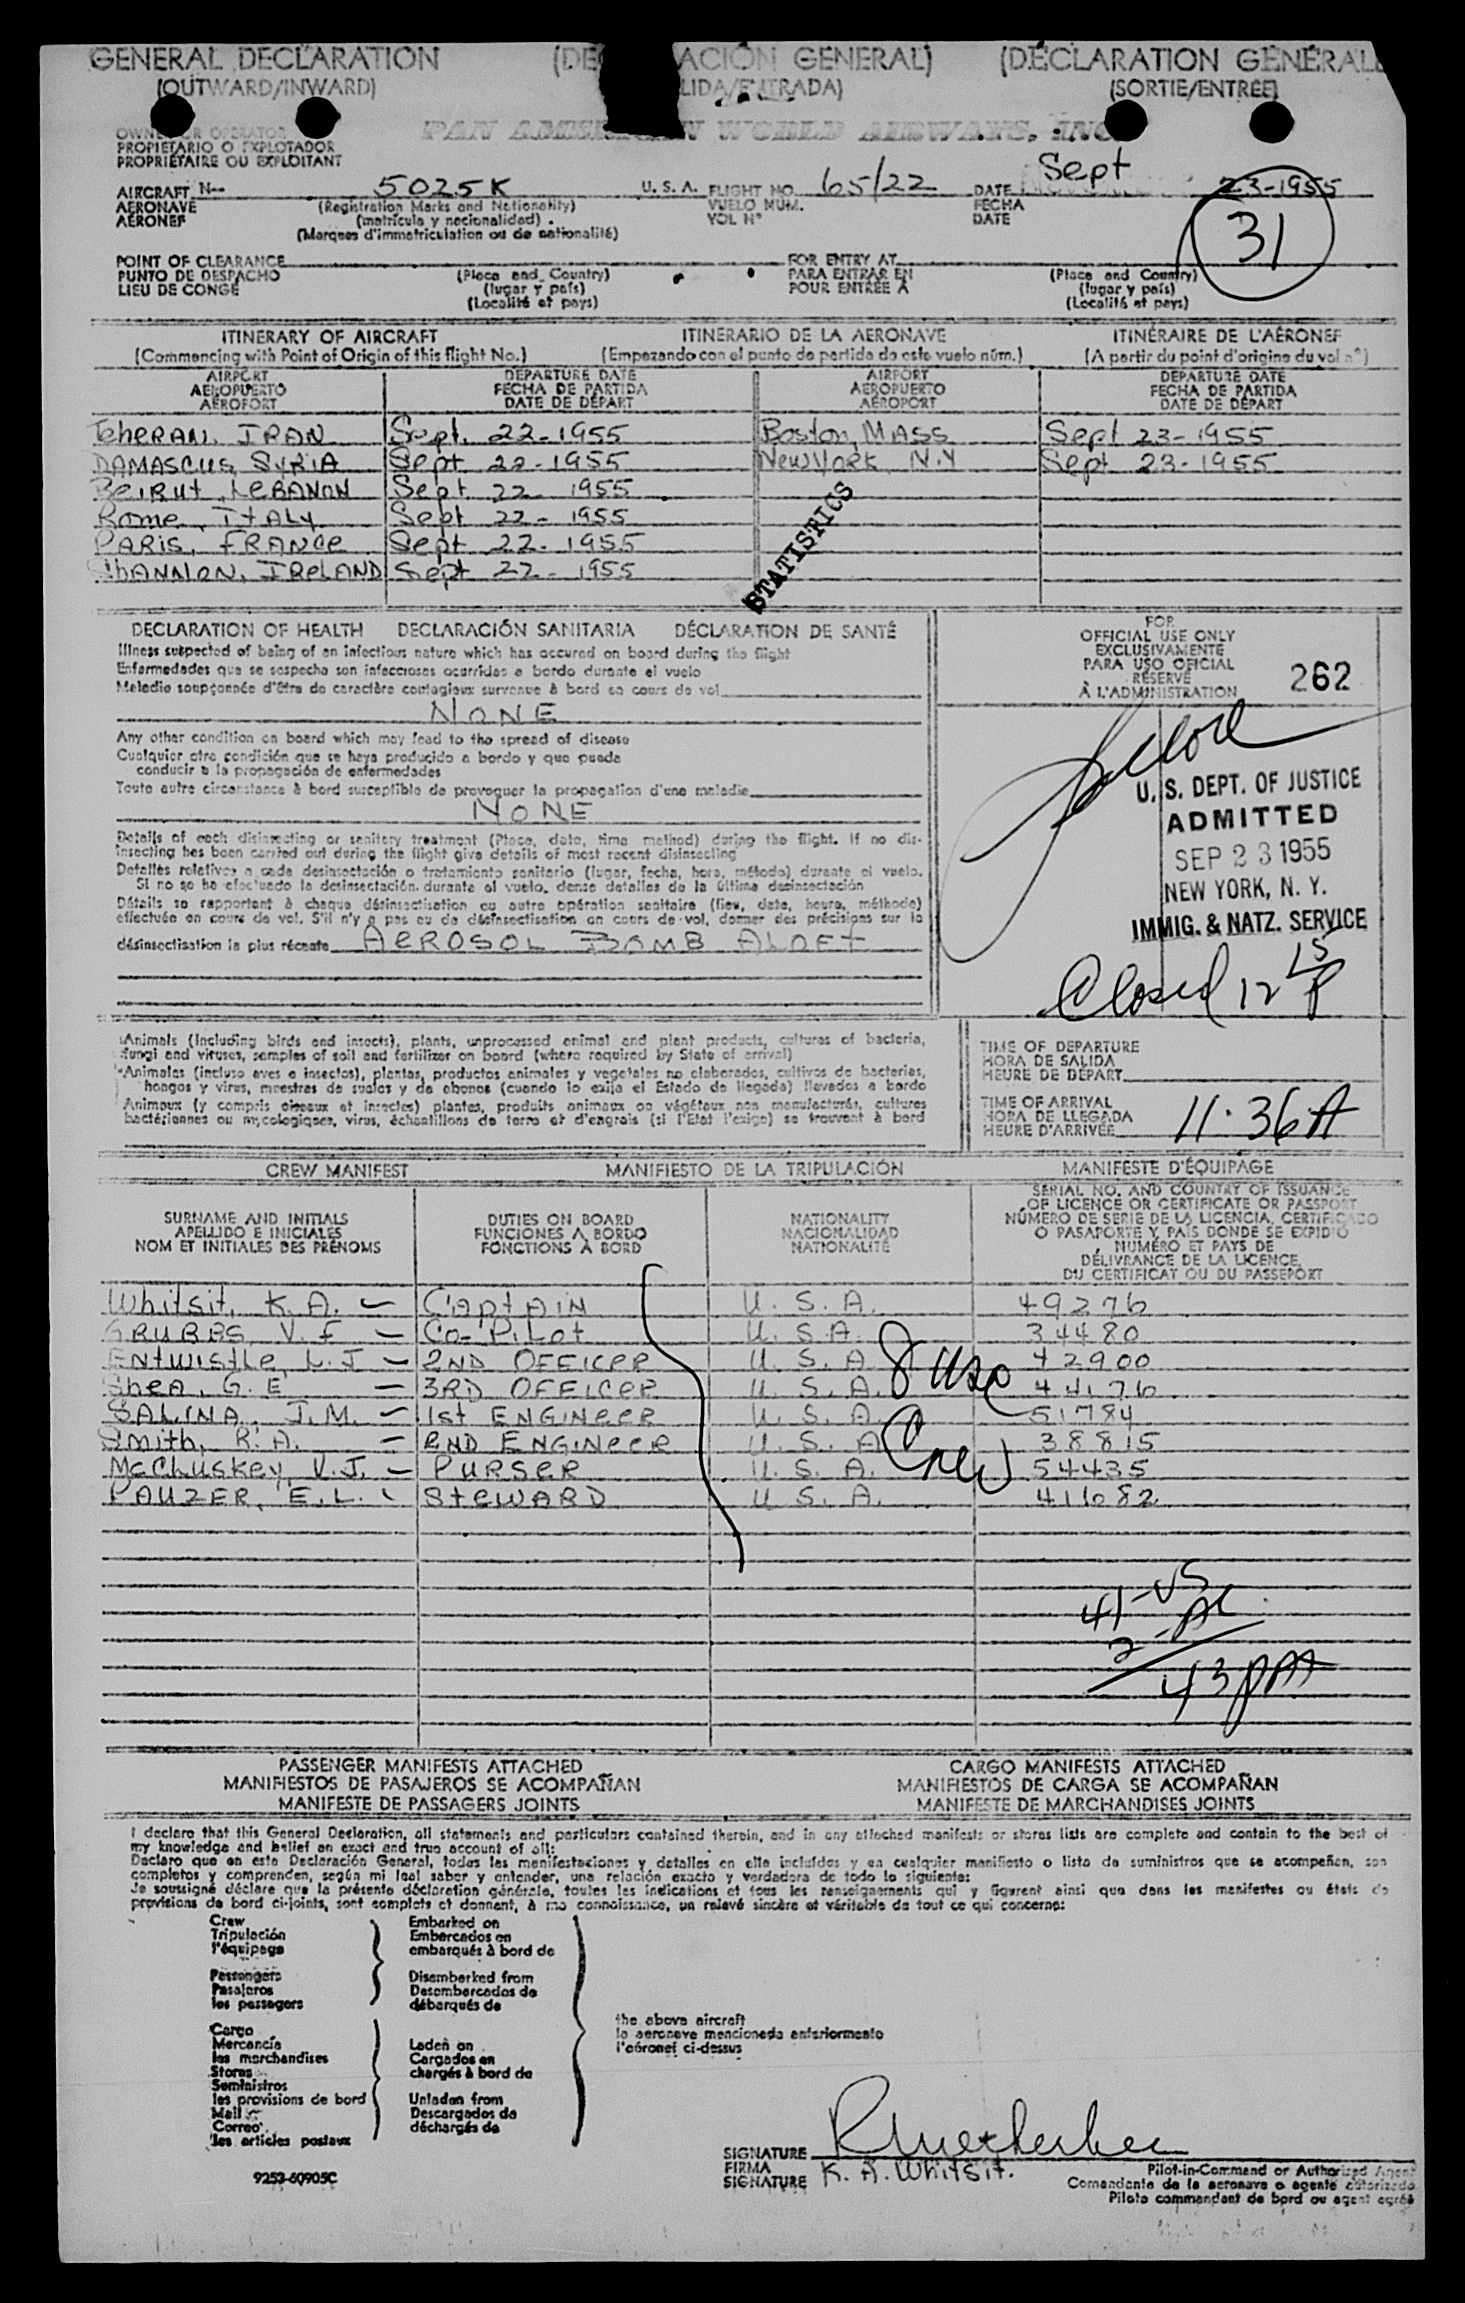 GENERAL DECLARATION
(OUTWARD/INWARD)
(DE ACIÓN GENERAL)
LIDA/ENTRADA)
(DÉCLARATION GÉNÉRALE
(SORTIE/ENTRÉE)
OWNER OR OPERATOR
PROPIETARIO O EXPLOTADOR
PROPRIÉTAIRE OU EXPLOITANT
PAN AMERICAN WORLD AIRWAYS, INC
AIRCRAFT N-- 5025K U. S. A. FLIGHT NO. 65/22 DATE Sept 23-1955
AERONAVE (Registration Marks and Nationality) VUELO NÚM. FECHA
AÉRONEF (matrícula y nacionalidad) VOL N° DATE
(Marques d'immatriculation ou de nationalité)
31
POINT OF CLEARANCE FOR ENTRY AT
PUNTO DE DESPACHO (Place and Country) PARA ENTRAR EN (Place and Country)
LIEU DE CONGÉ (lugar y país) POUR ENTRÉE À (lugar y país)
(Localité et pays) (Localité et pays)
ITINERARY OF AIRCRAFT ITINERARIO DE LA AERONAVE ITINÉRAIRE DE L'AÉRONEF
(Commencing with Point of Origin of this flight No.) (Empezando con el punto de partida de este vuelo núm.) (A partir du point d'origine du vol n°)
AIRPORT DEPARTURE DATE AIRPORT DEPARTURE DATE
AEROPUERTO FECHA DE PARTIDA AEROPUERTO FECHA DE PARTIDA
AÉROPORT DATE DE DÉPART AÉROPORT DATE DE DÉPART
TeheRAN. IRAN Sept. 22-1955 Boston, MASS Sept 23-1955
DAMASCUS, SYRIA Sept 22-1955 New York, N.Y Sept 23-1955
BeiRut, LeBANON Sept 22 1955
Rome, ITALY Sept 22-1955
PARIS, FRANCe Sept 22-1955
ShANNON, IReLAND Sept 22-1955
STATISTICS
DECLARATION OF HEALTH DECLARACIÓN SANITARIA DÉCLARATION DE SANTÉ
Illness suspected of being of an infectious nature which has occured on board during the flight
Enfermedades que se sospecha son infecciosas ocurridas a bordo durante el vuelo
Maladie soupçonnée d'être de caractère contagieux survenue à bord en cours de vol
NONE
Any other condition on board which may lead to the spread of disease
Cualquier otra condición que se haya producido a bordo y que pueda
conducir a la propagación de enfermedades
Toute autre circonstance à bord susceptible de provoquer la propagation d'une maladie
NONE
Details of each disinsecting or sanitary treatment (Place, date, time method) during the flight. If no dis-
insecting has been carried out during the flight give details of most recent disinsecting
Detalles relativos a cada desinsectación o tratamiento sanitario (lugar, fecha, hora, método) durante el vuelo.
Si no se ha efectuado la desinsectación durante el vuelo, dense detalles de la última desinsectación
Détails se rapportant à chaque désinsectisation ou autre opération sanitaire (lieu, date, heure, méthode)
effectuée en cours de vol. S'il n'y a pas eu de désinsectisation en cours de vol, donner des précisions sur la
désinsectisation la plus récente AEROSOL BOMB ALOFT
FOR
OFFICIAL USE ONLY
EXCLUSIVAMENTE
PARA USO OFICIAL
RÉSERVÉ
À L'ADMINISTRATION
262
U. S. DEPT. OF JUSTICE
ADMITTED
SEP 23 1955
NEW YORK, N. Y.
IMMIG. & NATZ. SERVICE
Closed 12 15 P
Animals (Including birds and insects), plants, unprocessed animal and plant products, cultures of bacteria,
fungi and viruses, samples of soil and fertilizer on board (where required by State of arrival)
Animales (incluso aves e insectos), plantas, productos animales y vegetales no elaborados, cultivos de bacterias,
hongos y virus, muestras de suelos y de abonos (cuando lo exija el Estado de llegada) llevados a bordo
Animaux (y compris oiseaux et insectes) plantes, produits animaux ou végétaux non manufacturés, cultures
bactériennes ou mycologiques, virus, échantillons de terre et d'engrais (si l'Etat l'exige) se trouvant à bord
TIME OF DEPARTURE
HORA DE SALIDA
HEURE DE DÉPART
TIME OF ARRIVAL
HORA DE LLEGADA
HEURE D'ARRIVÉE 11.36A
CREW MANIFEST MANIFIESTO DE LA TRIPULACIÓN MANIFESTE D'ÉQUIPAGE
SURNAME AND INITIALS
APELLIDO E INICIALES
NOM ET INITIALES DES PRÉNOMS
DUTIES ON BOARD
FUNCIONES A BORDO
FONCTIONS À BORD
NATIONALITY
NACIONALIDAD
NATIONALITÉ
SERIAL NO. AND COUNTRY OF ISSUANCE
OF LICENCE OR CERTIFICATE OR PASSPORT
NÚMERO DE SERIE DE LA LICENCIA, CERTIFICADO
O PASAPORTE Y PAÍS DONDE SE EXPIDIÓ
NUMÉRO ET PAYS DE
DÉLIVRANCE DE LA LICENCE,
DU CERTIFICAT OU DU PASSEPORT
Whitsit, K. A. CAPtAIN U. S. A. 49276
GRUBBS, V. F Co-PiLot U. S A. 34480
ENtwistle, L. J 2ND OFFICER U. S. A 42900
Shea, G. E 3RD OFFICER U. S. A. 44176
SALINA, J. M. 1st ENGINEER U. S. A. 51784
Smith, R. A. 2ND ENGINEER U. S. A 38815
McChuskey, V. J. PURSER U. S. A. 54435
PAUZER, E. L. StewARD U. S. A. 411682
8 USC
Crew
41-US
2-AL
43 PAX
PASSENGER MANIFESTS ATTACHED CARGO MANIFESTS ATTACHED
MANIFIESTOS DE PASAJEROS SE ACOMPAÑAN MANIFIESTOS DE CARGA SE ACOMPAÑAN
MANIFESTE DE PASSAGERS JOINTS MANIFESTE DE MARCHANDISES JOINTS
I declare that this General Declaration, all statements and particulars contained therein, and in any attached manifests or stores lists are complete and contain to the best of
my knowledge and belief an exact and true account of all:
Declaro que en esta Declaración General, todas las manifestaciones y detalles en ella incluídos y en cualquier manifiesto o lista de suministros que se acompañen, son
completos y comprenden, según mi leal saber y entender, una relación exacta y verdadera de todo lo siguiente:
Je soussigné déclare que la présente déclaration générale, toutes les indications et tous les renseignements qui y figurent ainsi que dans les manifestes ou états de
provisions de bord ci-joints, sont complets et donnent, à ma connaissance, un relevé sincère et véritable de tout ce qui concerne:
Crew Embarked on
Tripulación Embarcados en
l'équipage embarqués à bord de
Passengers Disembarked from
Pasajeros Desembarcados de
les passagers débarqués de
the above aircraft
la aeronave mencionada anteriormente
l'aéronef ci-dessus
Cargo
Mercancía Laden on
les marchandises Cargados en
Stores chargés à bord de
Suministros
les provisions de bord Unladen from
Mail Descargados de
Correo déchargés de
les articles postaux
SIGNATURE
FIRMA K. A. Whitsit.
SIGNATURE
Pilot-in-Command or Authorized Agent
Comandante de la aeronave o agente autorizado
Pilote commandant de bord ou agent agréé
9253-60905C